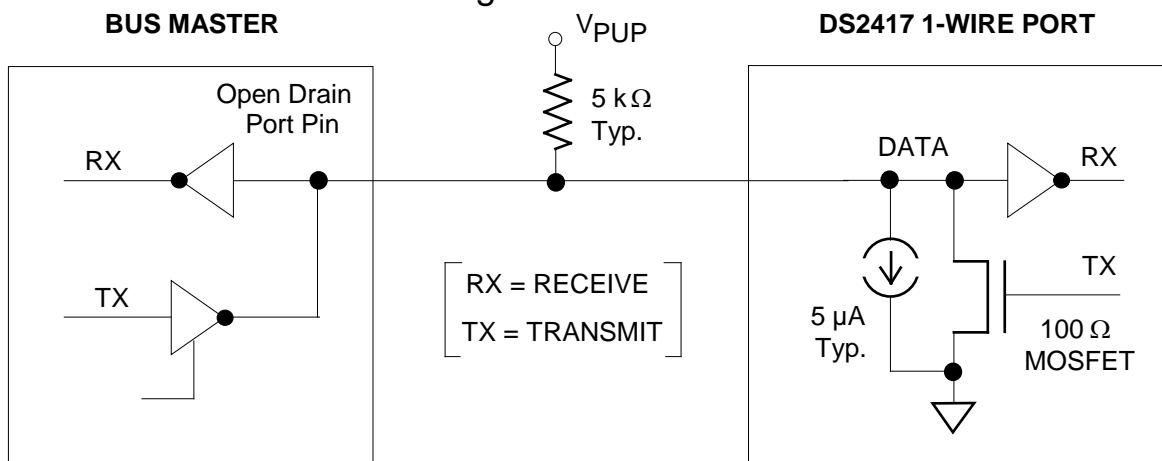 BUS MASTER
V PUP
DS2417 1-WIRE PORT
Open Drain
Port Pin
5 kΩ
Typ.
RX
DATA
RX
TX
RX = RECEIVE
TX = TRANSMIT
5 µA
Typ.
TX
100 Ω
MOSFET